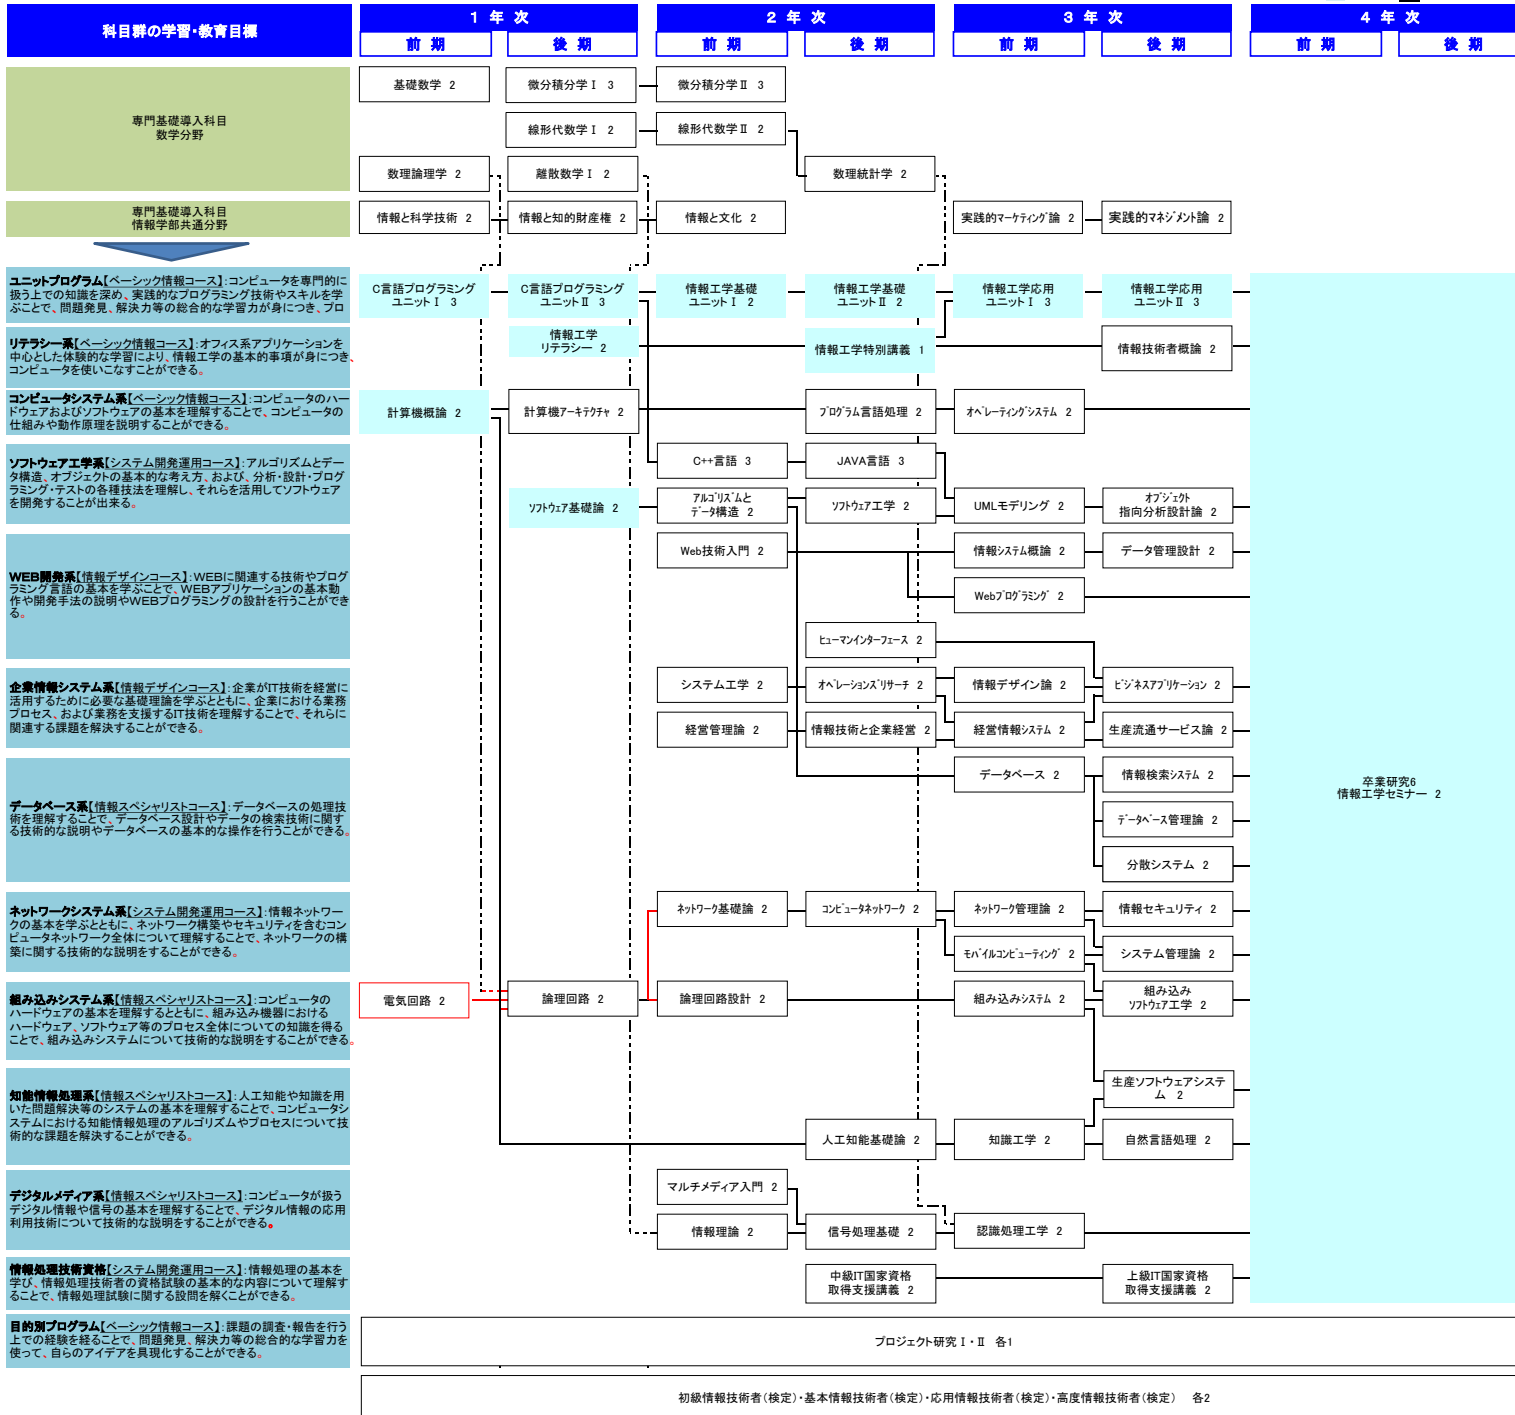 科目群の学習・教育目標
1 年 次
2 年 次
3 年 次
4 年 次
前 期
後 期
前 期
後 期
前 期
後 期
前 期
後 期
専門基礎導入科目
数学分野
基礎数学 2
微分積分学Ⅰ 3
微分積分学Ⅱ 3
線形代数学Ⅰ 2
線形代数学Ⅱ 2
数理論理学 2
離散数学Ⅰ 2
数理統計学 2
専門基礎導入科目
情報学部共通分野
情報と科学技術 2
情報と知的財産権 2
情報と文化 2
実践的マーケティング論 2
実践的マネジメント論 2
ユニットプログラム【ベーシック情報コース】:コンピュータを専門的に
扱う上での知識を深め、実践的なプログラミング技術やスキルを学
ぶことで、問題発見、解決力等の総合的な学習力が身につき、プロ
C言語プログラミング
ユニットⅠ 3
C言語プログラミング
ユニットⅡ 3
情報工学基礎
ユニットⅠ 2
情報工学基礎
ユニットⅡ 2
情報工学応用
ユニットⅠ 3
情報工学応用
ユニットⅡ 3
リテラシー系【ベーシック情報コース】:オフィス系アプリケーションを
中心とした体験的な学習により、情報工学の基本的事項が身につき、
コンピュータを使いこなすことができる。
情報工学
リテラシー 2
情報工学特別講義 1
情報技術者概論 2
コンピュータシステム系【ベーシック情報コース】:コンピュータのハー
ドウェアおよびソフトウェアの基本を理解することで、コンピュータの
仕組みや動作原理を説明することができる。
計算機概論 2
計算機アーキテクチャ 2
プログラム言語処理 2
オペレーティングシステム 2
ソフトウェア工学系【システム開発運用コース】:アルゴリズムとデー
タ構造、オブジェクトの基本的な考え方、および、分析・設計・プログ
ラミング・テストの各種技法を理解し、それらを活用してソフトウェア
を開発することが出来る。
C++言語 3
JAVA言語 3
ソフトウェア基礎論 2
アルゴリズムと
データ構造 2
ソフトウェア工学 2
UMLモデリング 2
オブジェクト
指向分析設計論 2
WEB開発系【情報デザインコース】:WEBに関連する技術やプログ
ラミング言語の基本を学ぶことで、WEBアプリケーションの基本動
作や開発手法の説明やWEBプログラミングの設計を行うことができ
る。
Web技術入門 2
情報システム概論 2
データ管理設計 2
Webプログラミング 2
ヒューマンインターフェース 2
企業情報システム系【情報デザインコース】:企業がIT技術を経営に
活用するために必要な基礎理論を学ぶとともに、企業における業務
プロセス、および業務を支援するIT技術を理解することで、それらに
関連する課題を解決することができる。
システム工学 2
オペレーションズリサーチ 2
情報デザイン論 2
ビジネスアプリケーション 2
経営管理論 2
情報技術と企業経営 2
経営情報システム 2
生産流通サービス論 2
データベース系【情報スペシャリストコース】:データベースの処理技
術を理解することで、データベース設計やデータの検索技術に関す
る技術的な説明やデータベースの基本的な操作を行うことができる。
データベース 2
情報検索システム 2
データベース管理論 2
分散システム 2
卒業研究6
情報工学セミナー 2
ネットワークシステム系【システム開発運用コース】:情報ネットワー
クの基本を学ぶとともに、ネットワーク構築やセキュリティを含むコン
ピュータネットワーク全体について理解することで、ネットワークの構
築に関する技術的な説明をすることができる。
ネットワーク基礎論 2
コンピュータネットワーク 2
ネットワーク管理論 2
情報セキュリティ 2
モバイルコンピューティング 2
システム管理論 2
組み込みシステム系【情報スペシャリストコース】:コンピュータの
ハードウェアの基本を理解するとともに、組み込み機器における
ハードウェア、ソフトウェア等のプロセス全体についての知識を得る
ことで、組み込みシステムについて技術的な説明をすることができる。
電気回路 2
論理回路 2
論理回路設計 2
組み込みシステム 2
組み込み
ソフトウェア工学 2
知能情報処理系【情報スペシャリストコース】:人工知能や知識を用
いた問題解決等のシステムの基本を理解することで、コンピュータシ
ステムにおける知能情報処理のアルゴリズムやプロセスについて技
術的な課題を解決することができる。
生産ソフトウェアシステ
ム 2
人工知能基礎論 2
知識工学 2
自然言語処理 2
デジタルメディア系【情報スペシャリストコース】:コンピュータが扱う
デジタル情報や信号の基本を理解することで、デジタル情報の応用
利用技術について技術的な説明をすることができる。
マルチメディア入門 2
情報理論 2
信号処理基礎 2
認識処理工学 2
情報処理技術資格【システム開発運用コース】:情報処理の基本を
学び、情報処理技術者の資格試験の基本的な内容について理解す
ることで、情報処理試験に関する設問を解くことができる。
中級IT国家資格
取得支援講義 2
上級IT国家資格
取得支援講義 2
目的別プログラム【ベーシック情報コース】:課題の調査・報告を行う
上での経験を経ることで、問題発見、解決力等の総合的な学習力を
使って、自らのアイデアを具現化することができる。
プロジェクト研究Ⅰ・Ⅱ 各1
初級情報技術者(検定)・基本情報技術者(検定)・応用情報技術者(検定)・高度情報技術者(検定) 各2